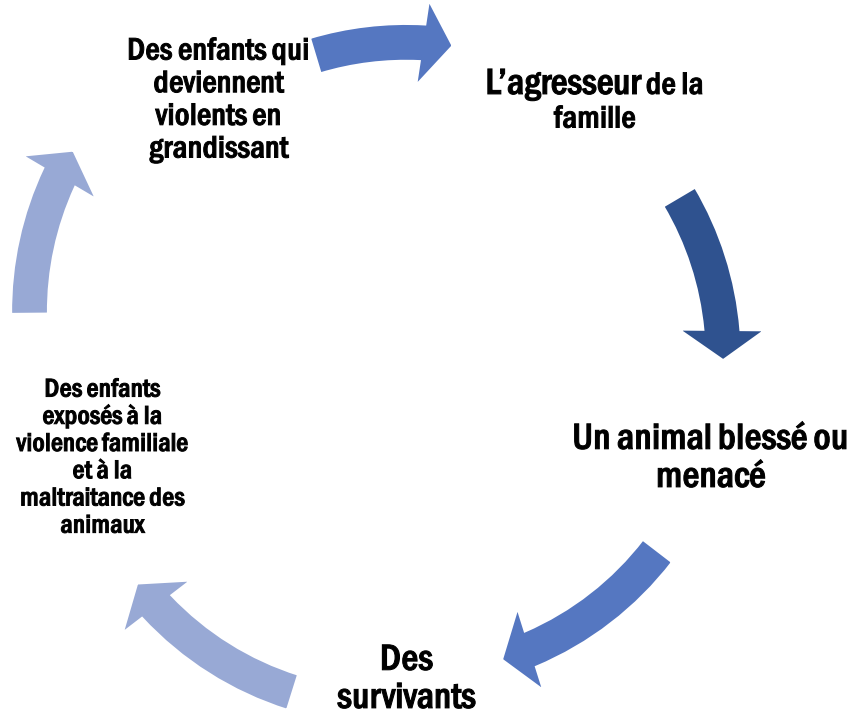 Des enfants qui
deviennent
violents en
grandissant
L’agresseur de la
famille
Un animal blessé ou
menacé
Des
survivants
Des enfants
exposés à la
violence familiale
et à la
maltraitance des
animaux